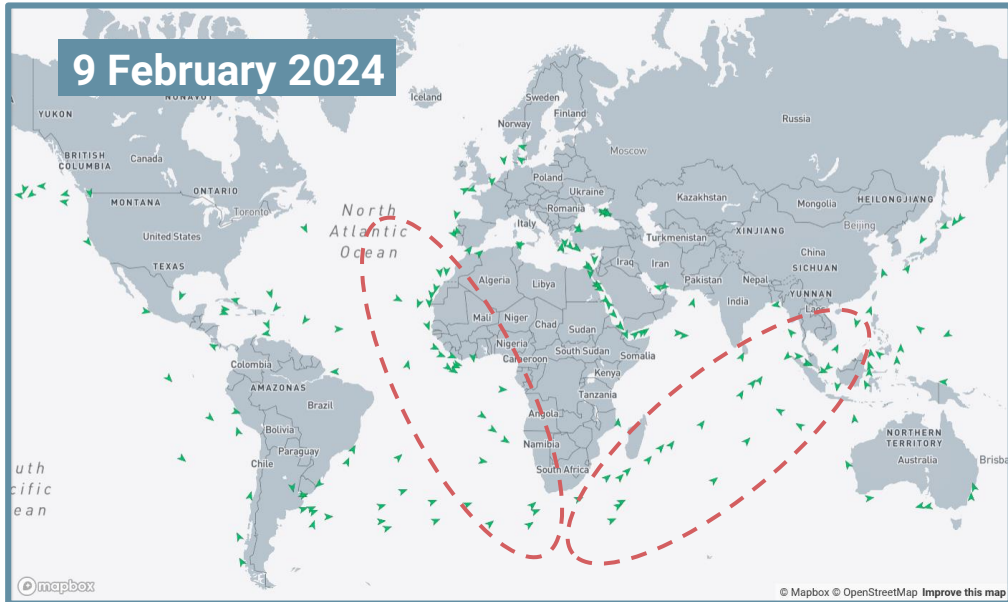 9 February 2024
NUNAVUT
YUKON
Iceland
Sweden
Finland
Norway
Russia
Moscow
BRITISH
COLUMBIA
Canada
ONTARIO
MONTANA
Toronto
United States
TEXAS
North
Atlantic
Ocean
Poland
Ukraine
Romania
Italy
Kazakhstan
Mongolia
HEILONGJIANG
Beijing
XINJIANG
Turkmenistan
China
SICHUAN
YUNNAN
Laos
Iraq
Iran
Pakistan
Nepal
India
Algeria
Libya
Mali
Niger
Chad
Sudan
Nigeria
South Sudan
Somalia
Cameroon
Kenya
Tanzania
Angola
Namibia
South Africa
Colombia
AMAZONAS
Brazil
Bolivia
Paraguay
Chile
NORTHERN
TERRITORY
Australia
Brisba
uth
cific
ean
mapbox
© Mapbox © OpenStreetMap Improve this map